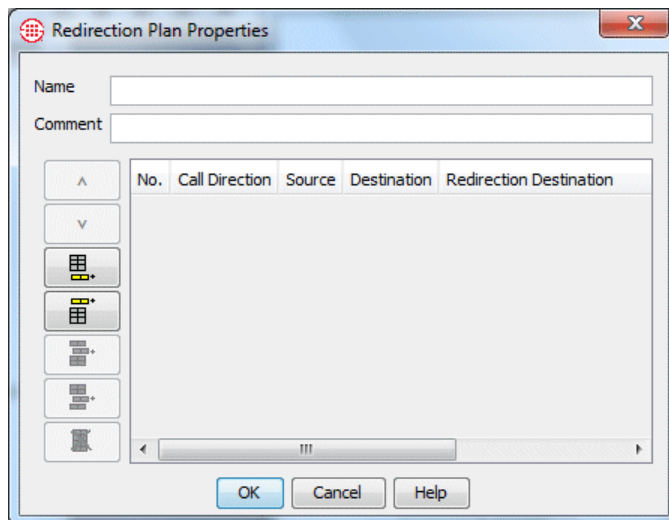 Redirection Plan Properties
Name
Comment
No. Call Direction Source Destination Redirection Destination
OK Cancel Help